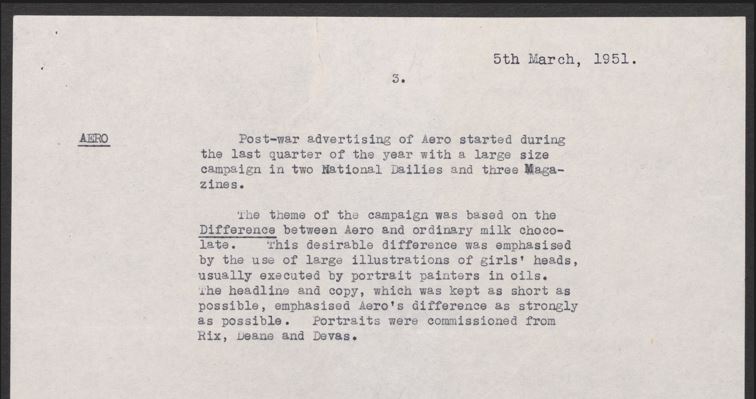 5th March, 1951.
3.
AERO
Post-war advertising of Aero started during
the last quarter of the year with a large size
campaign in two National Dailies and three Maga-
zines.
The theme of the campaign was based on the
Difference between Aero and ordinary milk choco-
late. This desirable difference was emphasised
by the use of large illustrations of girls' heads,
usually executed by portrait painters in oils.
The headline and copy, which was kept as short as
possible, emphasised Aero's difference as strongly
as possible. Portraits were commissioned from
Rix, Deane and Devas.